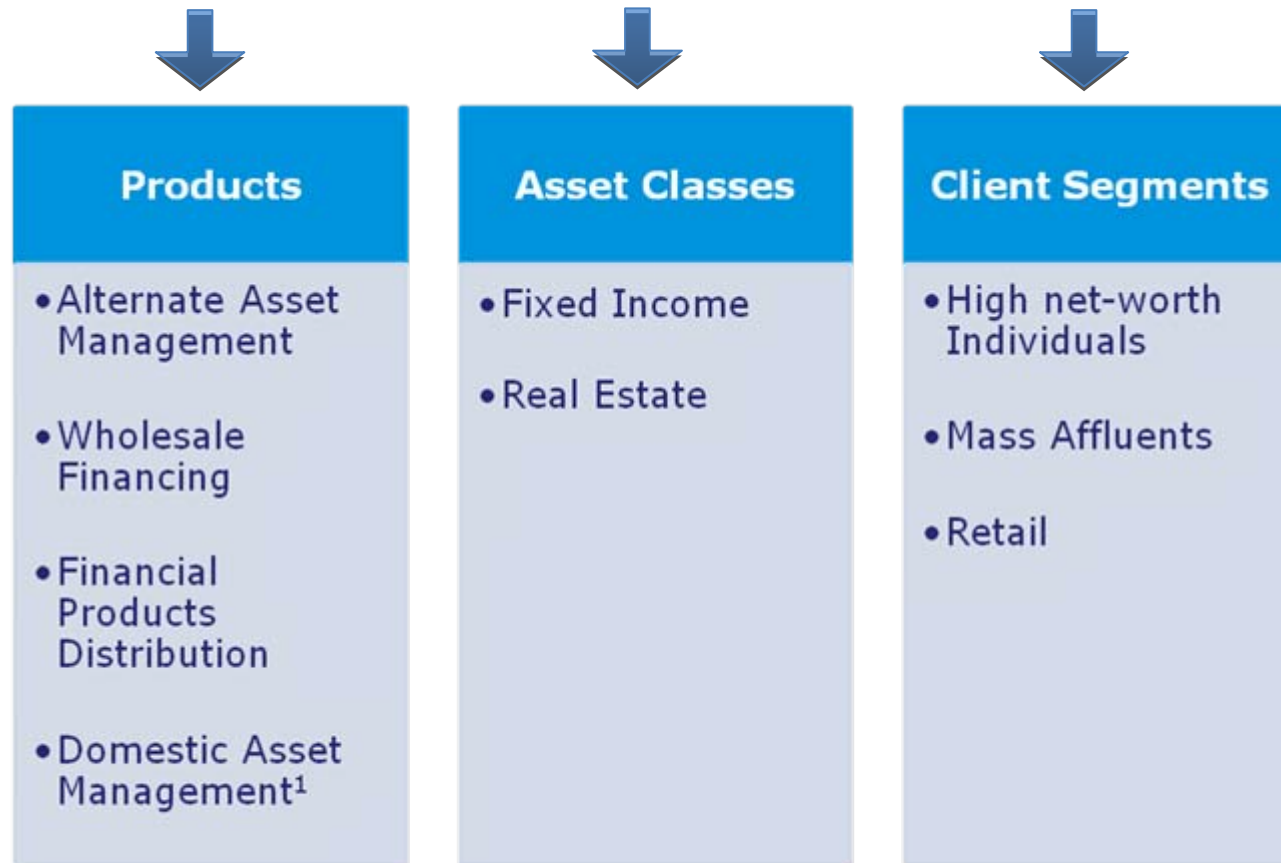 Products
•Alternate Asset
Management
•Wholesale
Financing
•Financial
Products
Distribution
•Domestic Asset
Management¹
Asset Classes
•Fixed Income
•Real Estate
Client Segments
•High net-worth
Individuals
•Mass Affluents
•Retail